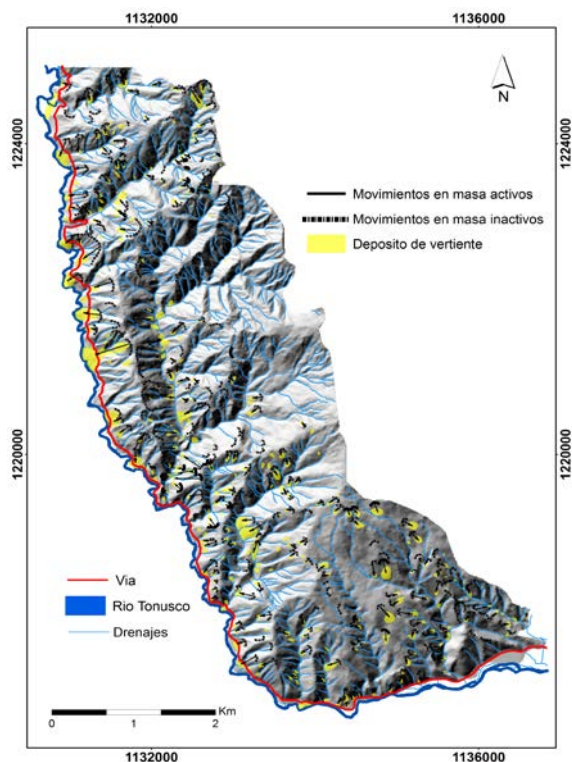 1132000
1136000
N
1224000
1224000
Movimientos en masa activos
Movimientos en masa inactivos
Deposito de vertiente
1220000
1220000
Via
Rio Tonusco
Drenajes
Km
0 1 2
1132000
1136000